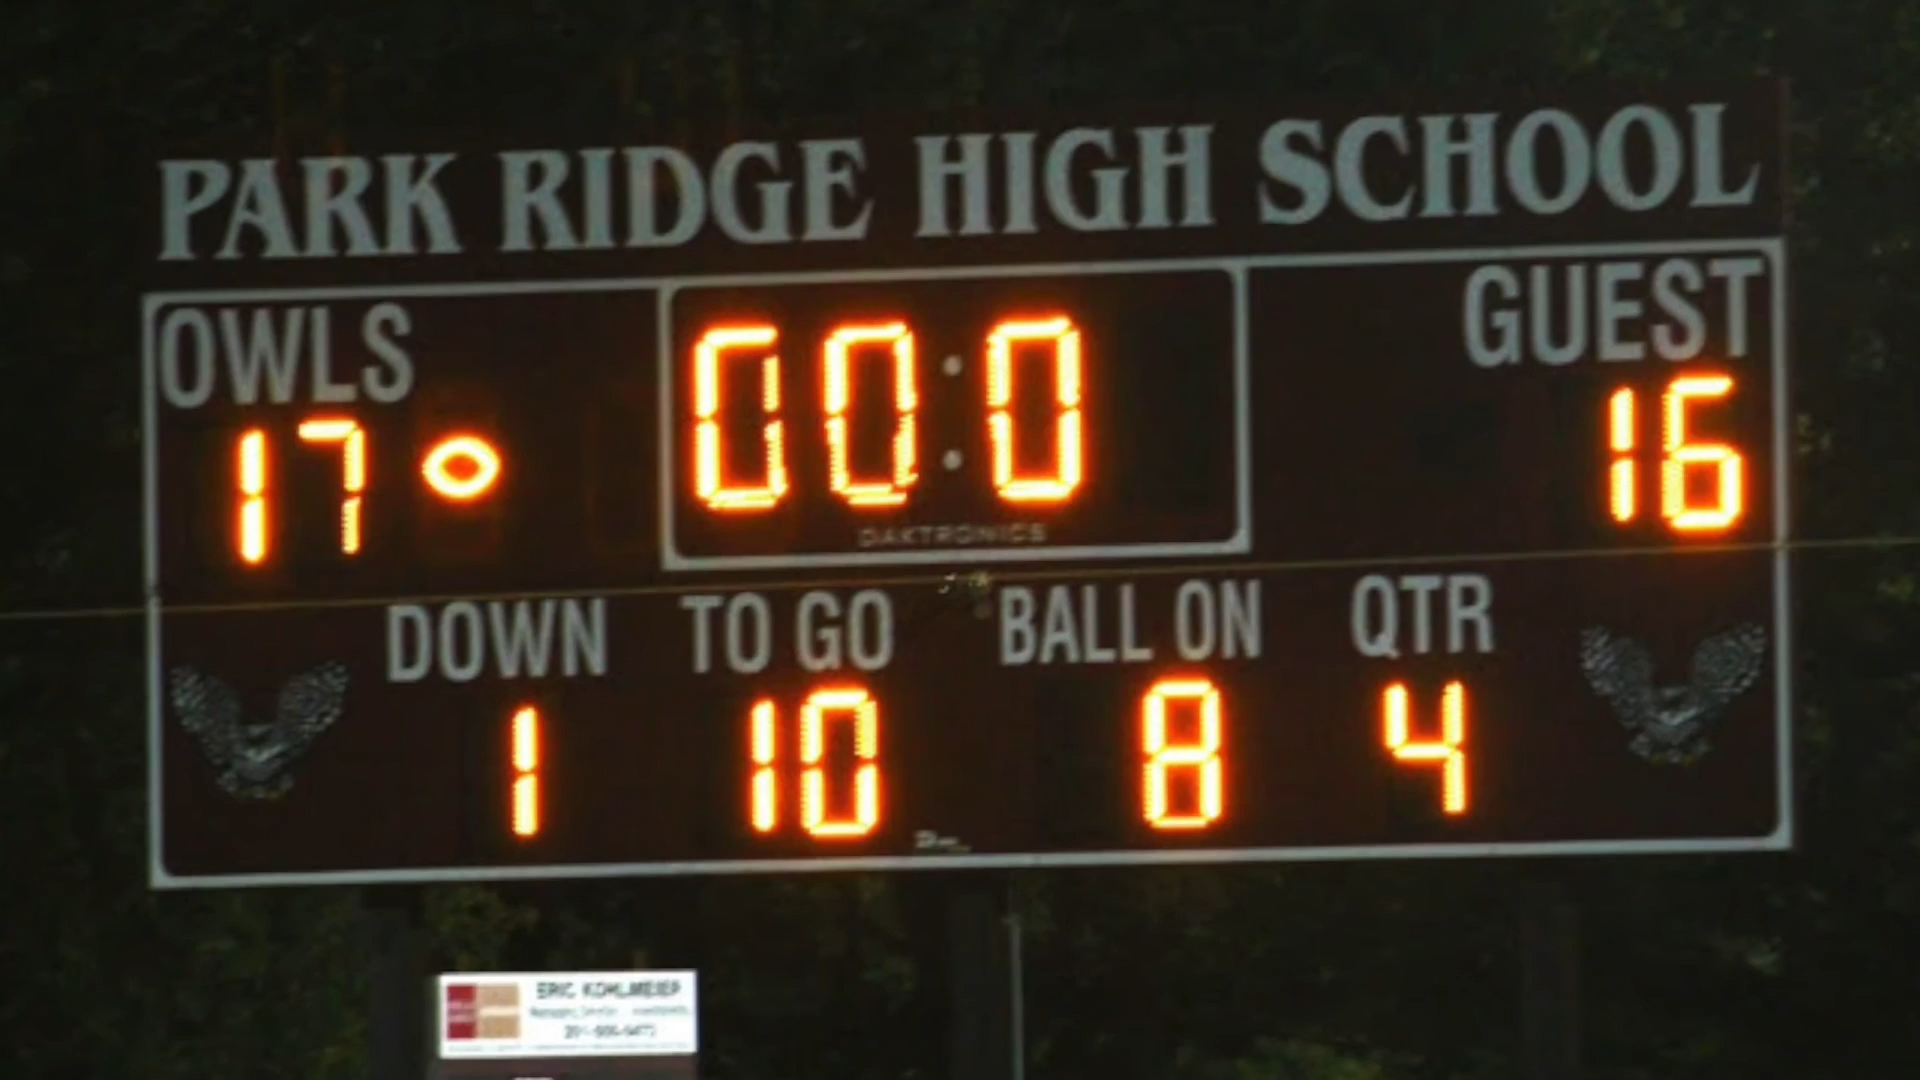 PARK RIDGE HIGH SCHOOL
OWLS 00:0 GUEST
17 16
DAKTRONICS
DOWN TO GO BALL ON QTR
1 10 8 4
ERIC KOHLMEIER